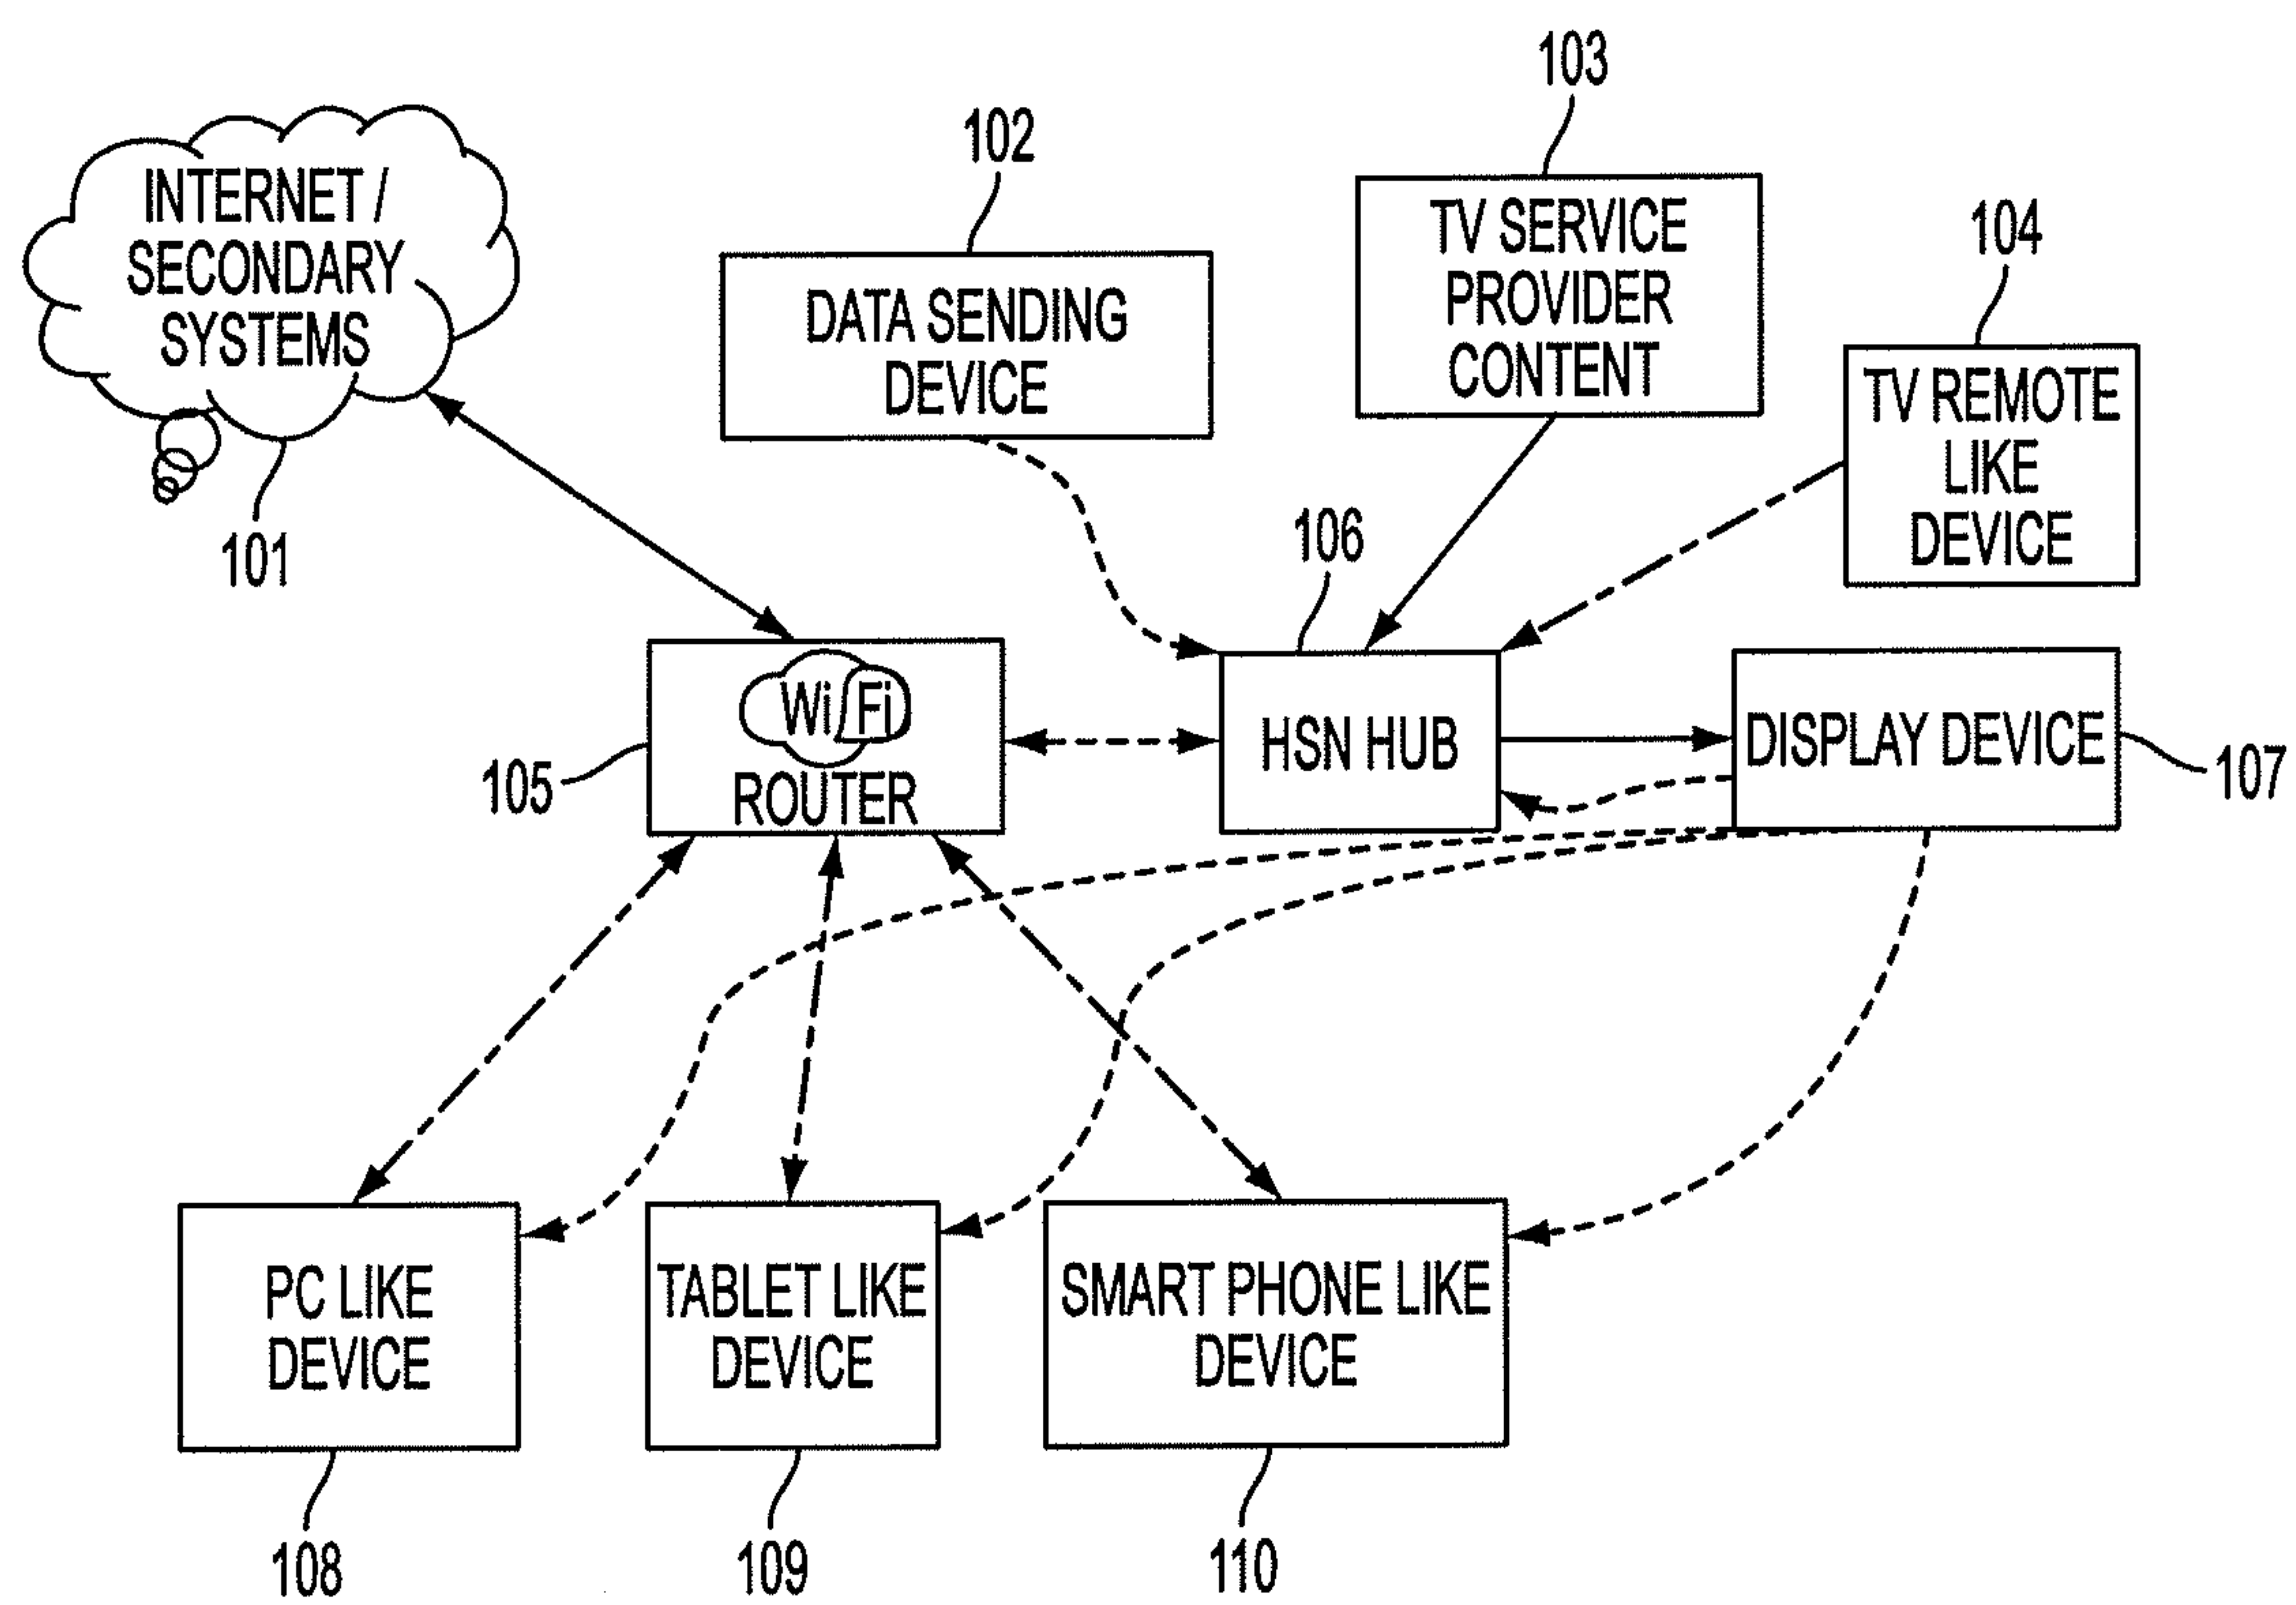 103
102
INTERNET /
SECONDARY
SYSTEMS
TV SERVICE
PROVIDER
CONTENT
104
DATA SENDING
DEVICE
TV REMOTE
LIKE
DEVICE
101
106
WiFi
ROUTER
105
HSN HUB
DISPLAY DEVICE
107
PC LIKE
DEVICE
TABLET LIKE
DEVICE
SMART PHONE LIKE
DEVICE
108
109
110